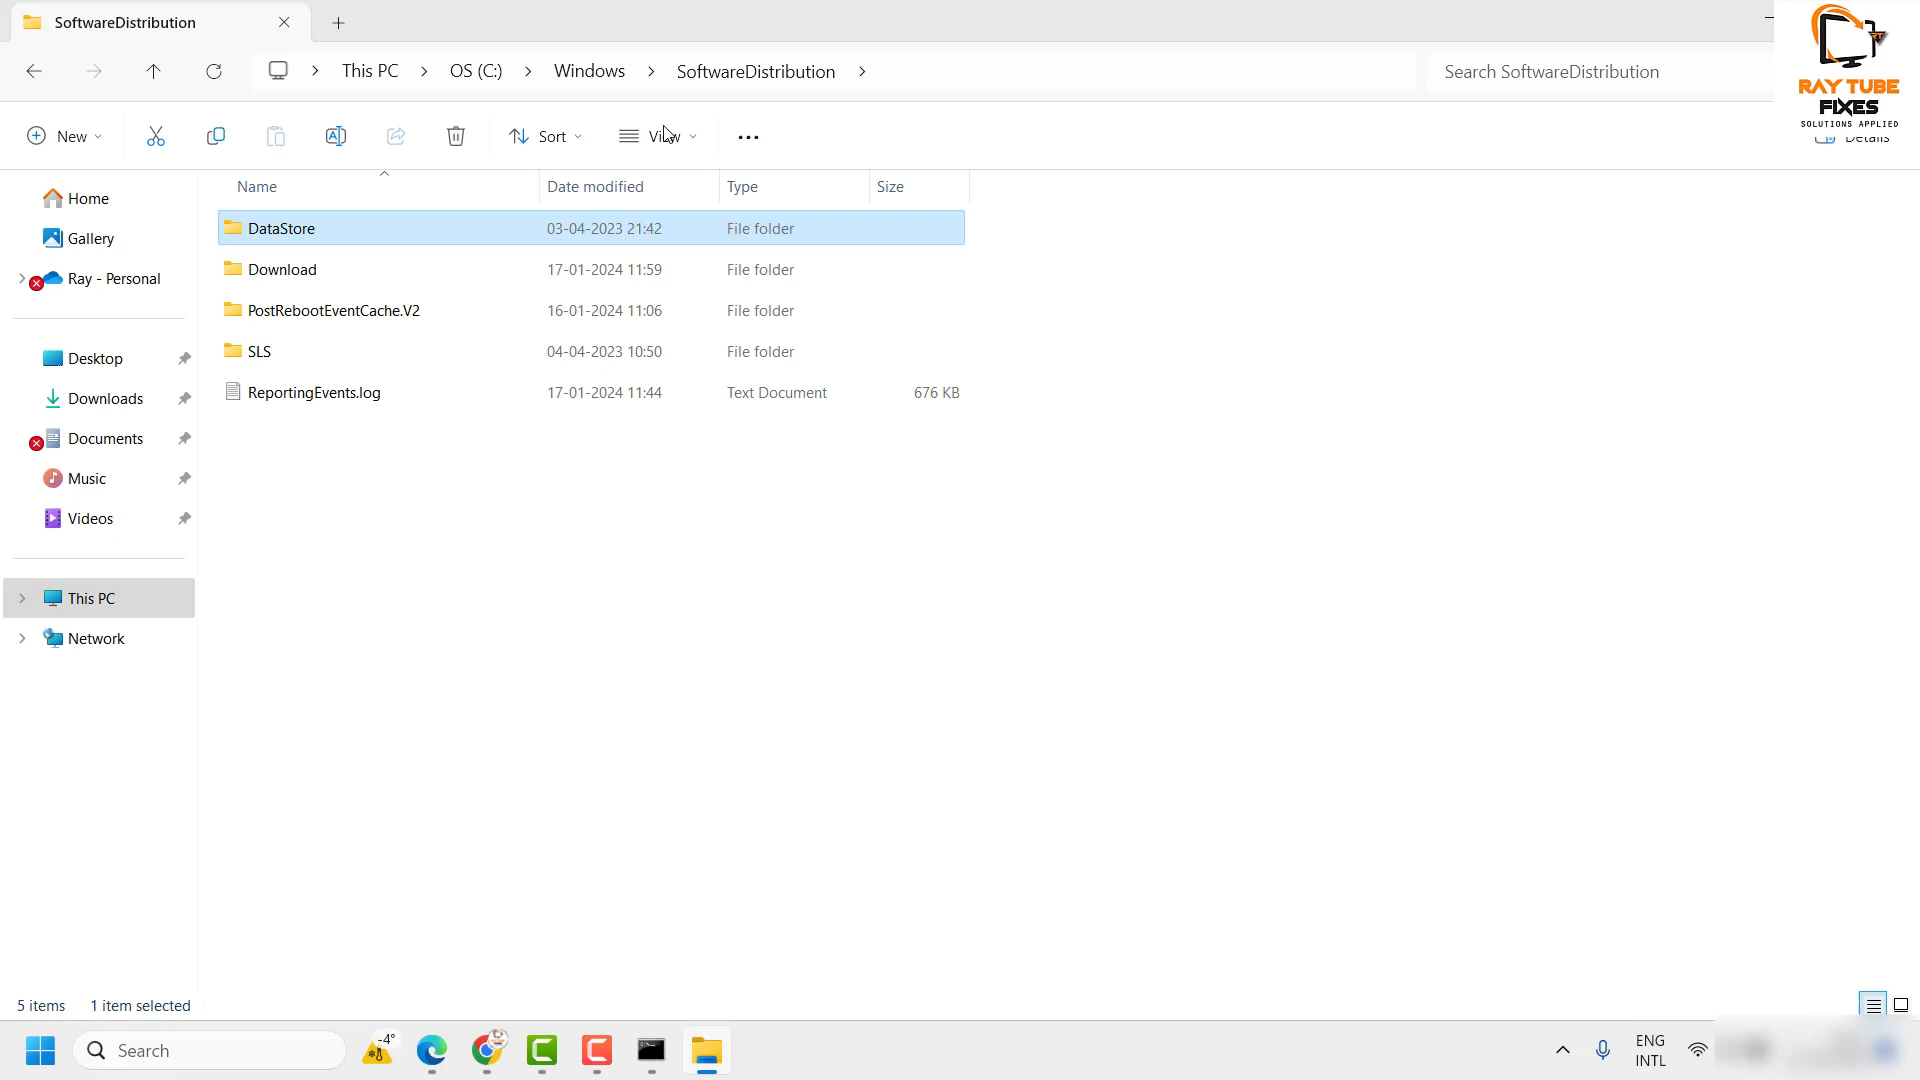 SoftwareDistribution
This PC
OS (C:)
Windows
SoftwareDistribution
Search SoftwareDistribution
RAY TUBE
FIXES
SOLUTIONS APPLIED
New
Sort
View
Details
Home
Gallery
Ray - Personal
Desktop
Downloads
Documents
Music
Videos
This PC
Network
Name Date modified Type Size
DataStore 03-04-2023 21:42 File folder
Download 17-01-2024 11:59 File folder
PostRebootEventCache.V2 16-01-2024 11:06 File folder
SLS 04-04-2023 10:50 File folder
ReportingEvents.log 17-01-2024 11:44 Text Document 676 KB
5 items 1 item selected
Search
-4°
ENG
INTL